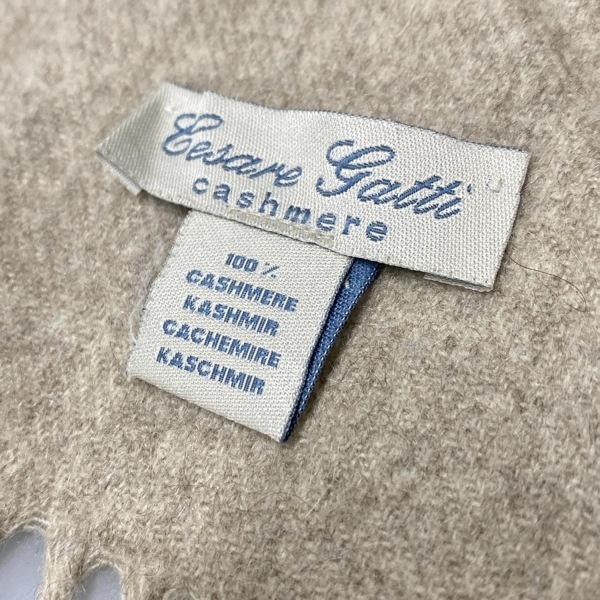 Cesare Gatti
cashmere
100%
CASHMERE
KASHMIR
CACHEMIRE
KASCHMIR